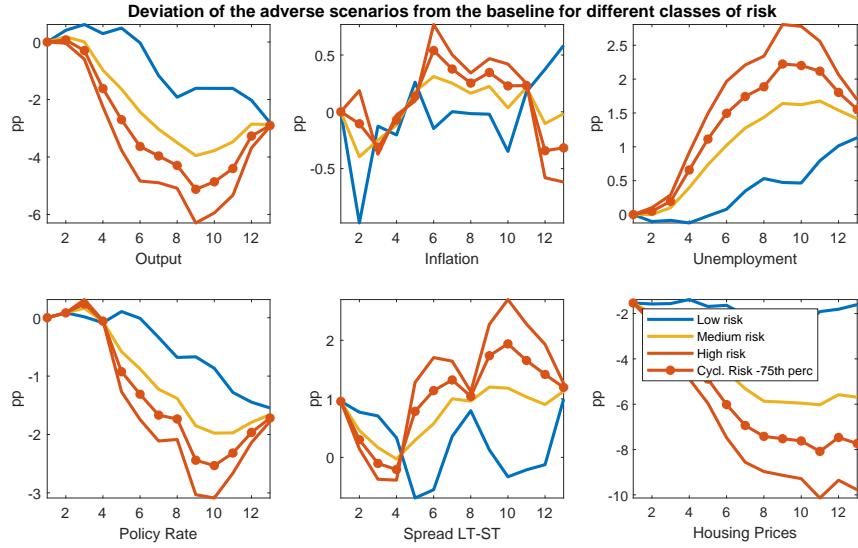 Deviation of the adverse scenarios from the baseline for different classes of risk
pp
0
-2
-4
-6
2 4 6 8 10 12
Output
pp
0.5
0
-0.5
2 4 6 8 10 12
Inflation
pp
2.5
2
1.5
1
0.5
0
2 4 6 8 10 12
Unemployment
pp
0
-1
-2
-3
2 4 6 8 10 12
Policy Rate
pp
2
1
0
2 4 6 8 10 12
Spread LT-ST
pp
-2
-4
-6
-8
-10
Low risk
Medium risk
High risk
Cycl. Risk -75th perc
2 4 6 8 10 12
Housing Prices